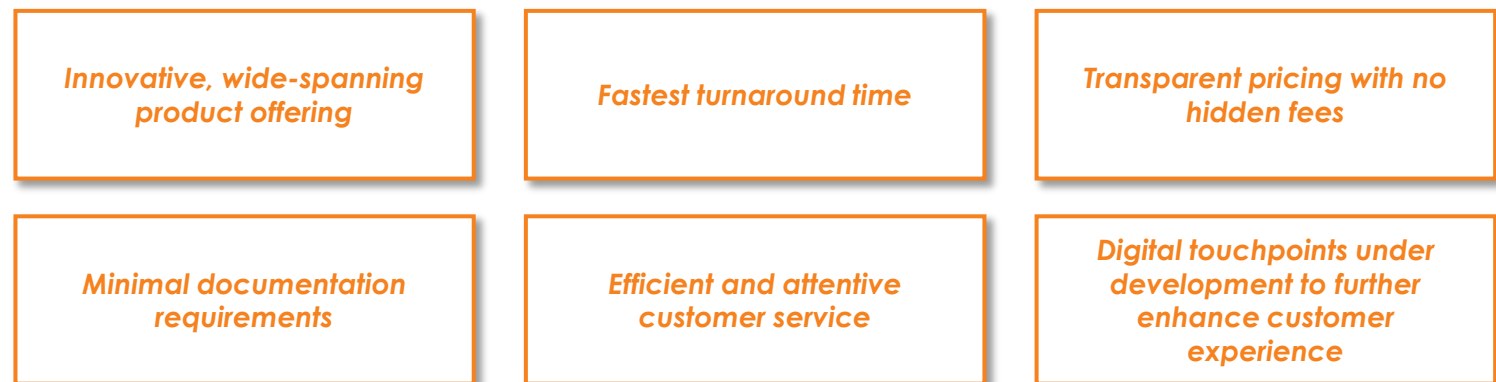 Innovative, wide-spanning
product offering
Fastest turnaround time
Transparent pricing with no
hidden fees
Minimal documentation
requirements
Efficient and attentive
customer service
Digital touchpoints under
development to further
enhance customer
experience